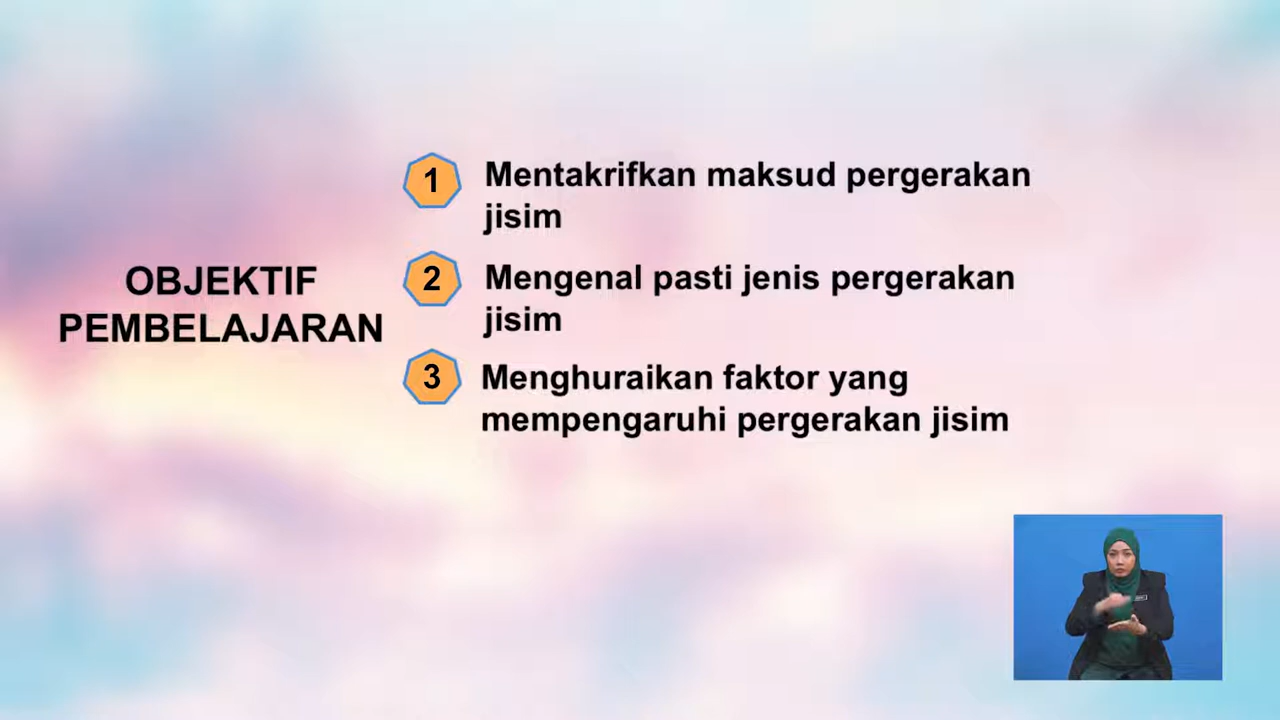 OBJEKTIF
PEMBELAJARAN
1
Mentakrifkan maksud pergerakan
jisim
2
Mengenal pasti jenis pergerakan
jisim
3
Menghuraikan faktor yang
mempengaruhi pergerakan jisim